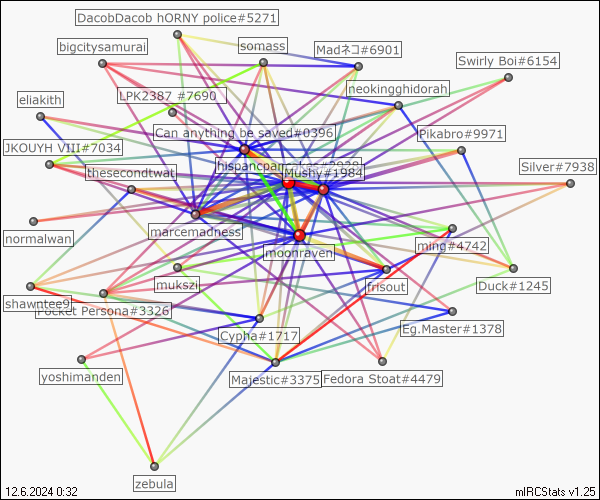 DacobDacob hORNY police#5271
bigcitysamurai
somass
Madネコ#6901
Swirly Boi#6154
neokingghidorah
eliakith
LPK2387 #7690
Can anything be saved#0396
Pikabro#9971
JKOUYH VIII#7034
thesecondtwat
Mushy#1984
Silver#7938
normalwan
marcemadness
moonraven
ming#4742
mukszi
frisout
Duck#1245
shawntee9
Pocket Persona#3326
Cypha#1717
Eg.Master#1378
yoshimanden
Majestic#3375
Fedora Stoat#4479
zebula
12.6.2024 0:32
mIRCStats v1.25